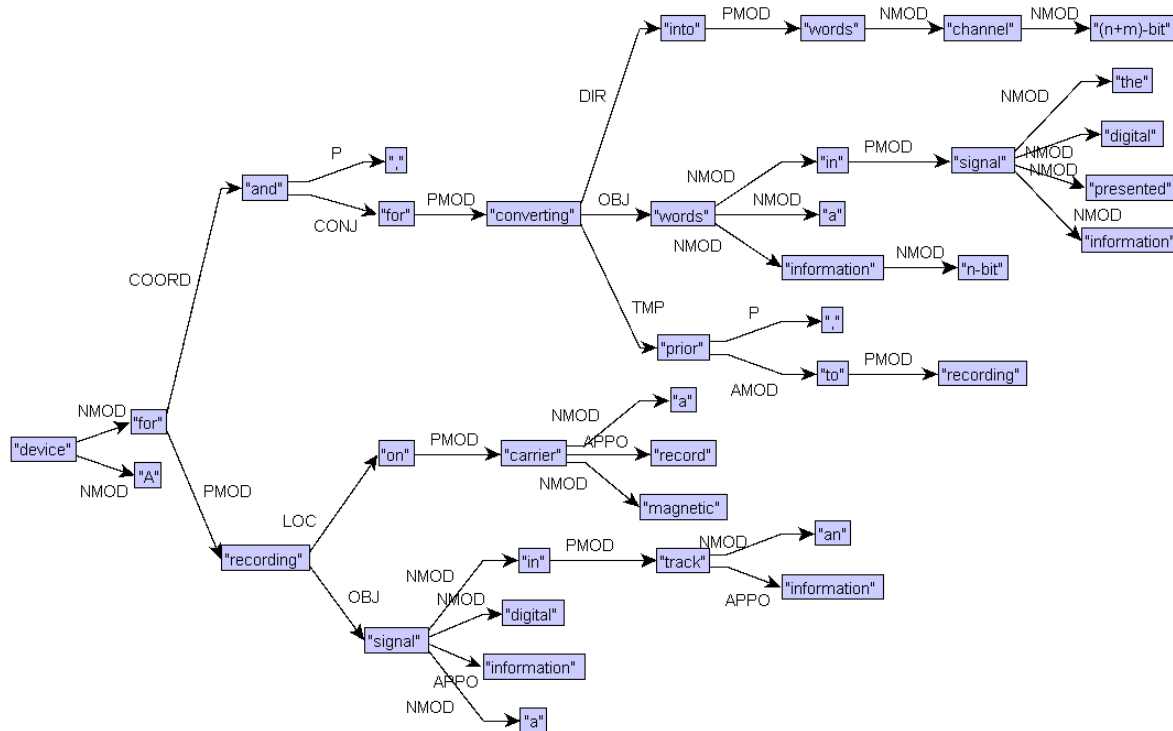 "into" PMOD "words" NMOD "channel" NMOD "(n+m)-bit"
DIR
NMOD "the"
NMOD "digital"
P ","
"and"
CONJ "for" PMOD "converting" OBJ "words" NMOD "in" PMOD "signal" NMOD "presented"
NMOD "a"
NMOD "information"
NMOD "information" NMOD "n-bit"
COORD
TMP
P ","
"prior"
AMOD "to" PMOD "recording"
NMOD "a"
"device" NMOD "for"
NMOD "A"
PMOD
LOC "on" PMOD "carrier" APPO "record"
NMOD "magnetic"
"recording"
NMOD "an"
NMOD "in" PMOD "track"
APPO "information"
OBJ
NMOD "digital"
"signal"
APPO "information"
NMOD "a"